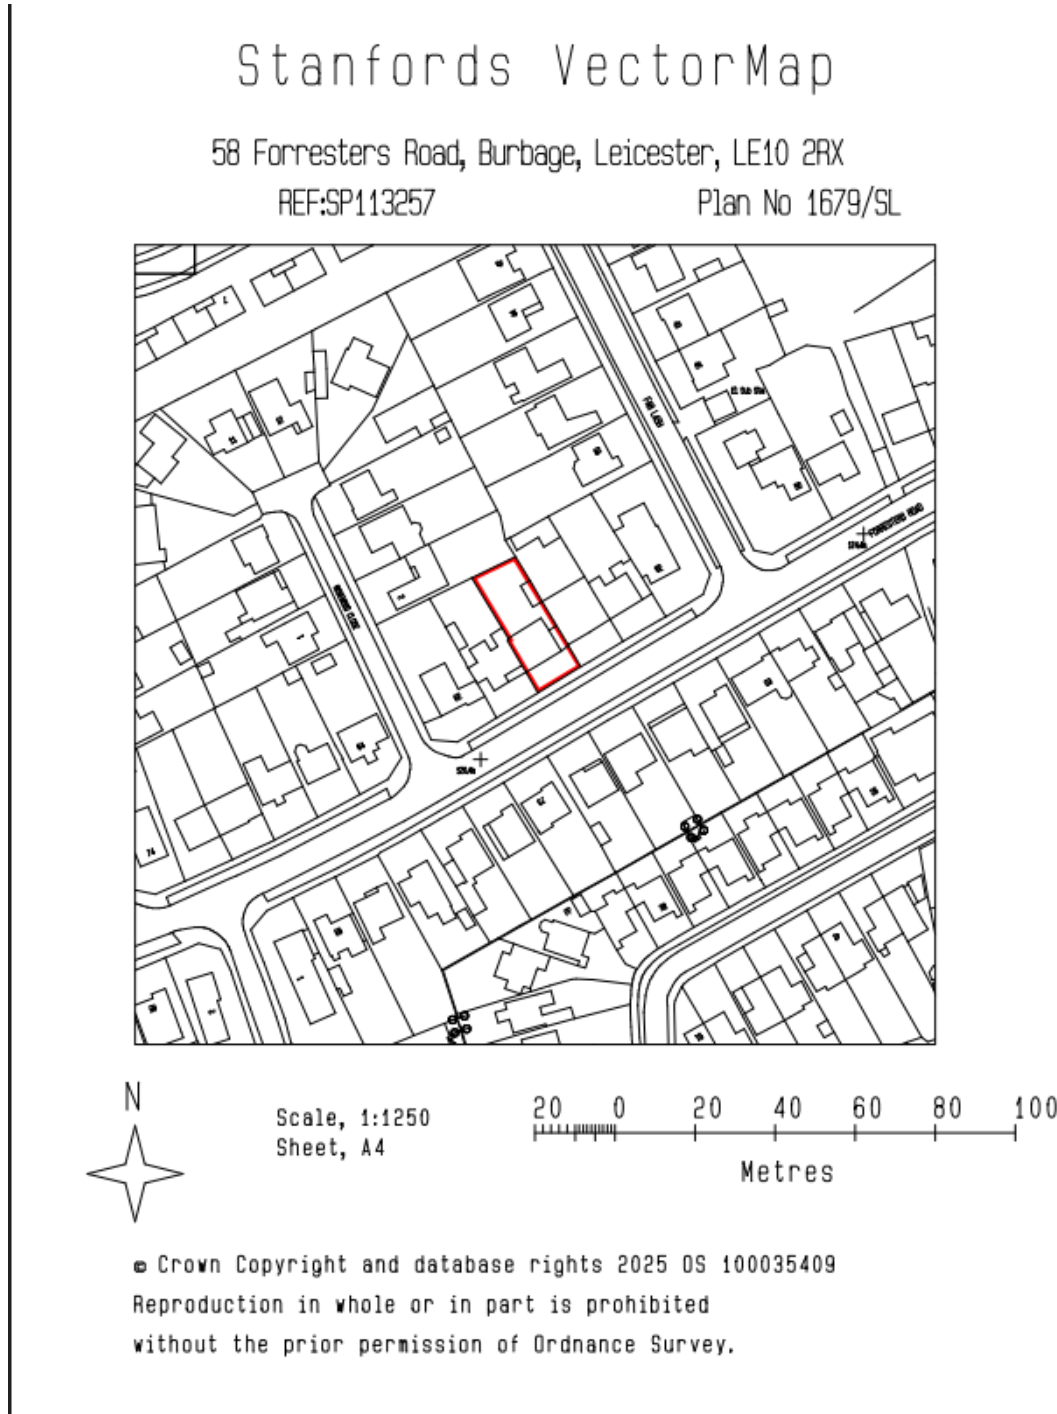 Stanfords VectorMap
58 Forresters Road, Burbage, Leicester, LE10 2RX
REF:SP113257 Plan No 1679/SL
FORRESTERS ROAD
74
N
Scale, 1:1250
Sheet, A4
20 0 20 40 60 80 100
Metres
© Crown Copyright and database rights 2025 OS 100035409
Reproduction in whole or in part is prohibited
without the prior permission of Ordnance Survey.